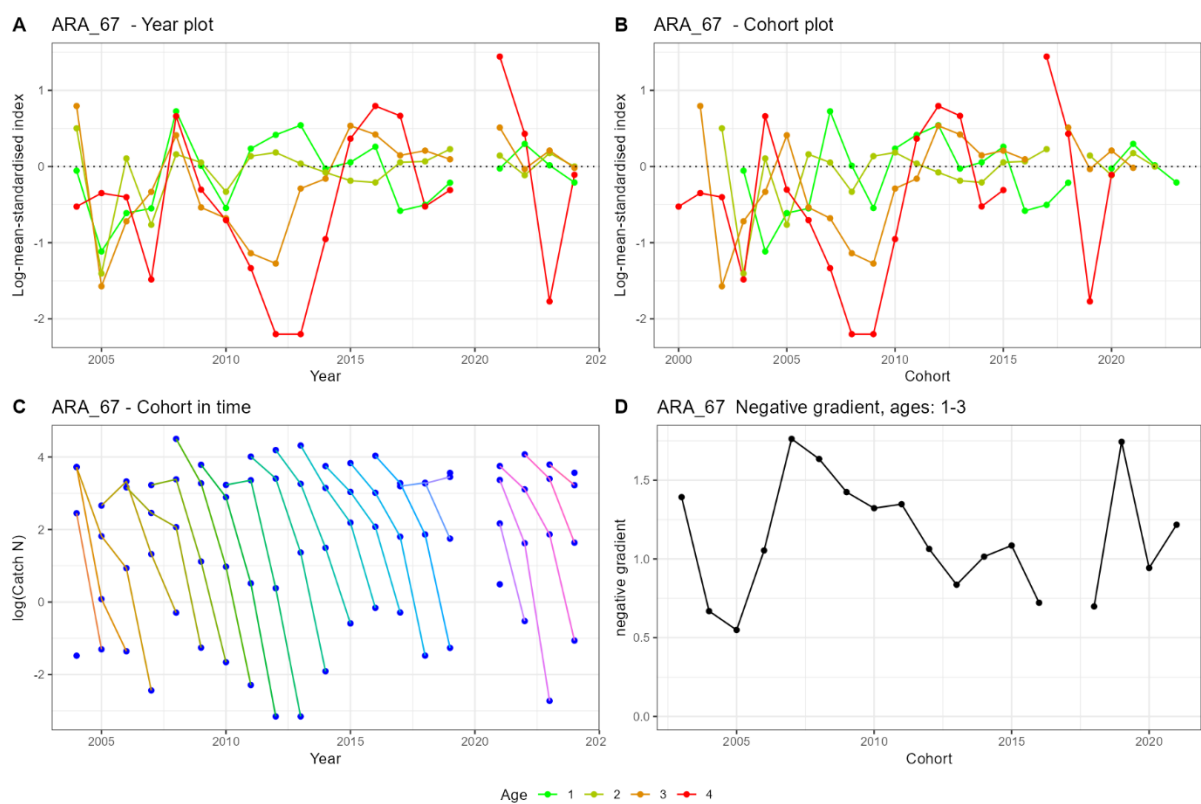 A ARA_67 - Year plot
Log-mean-standardised index
1
0
-1
-2
2005 2010 2015 2020 202
Year
B ARA_67 - Cohort plot
Log-mean-standardised index
1
0
-1
-2
2000 2005 2010 2015 2020
Cohort
C ARA_67 - Cohort in time
log(Catch N)
4
2
0
-2
2005 2010 2015 2020 202
Year
D ARA_67 Negative gradient, ages: 1-3
negative gradient
1.5
1.0
0.5
0.0
2005 2010 2015 2020
Cohort
Age 1 2 3 4